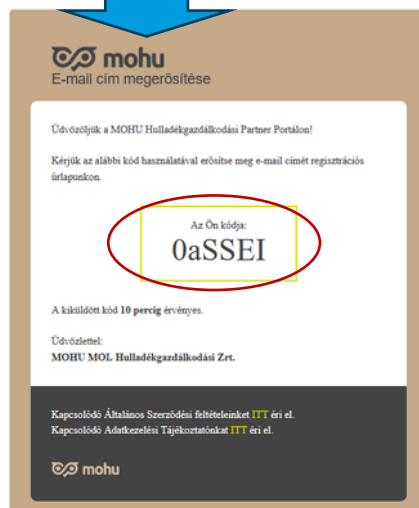 mohu
E-mail cím megerősítése
Üdvözöljük a MOHU Hulladékgazdálkodási Partner Portálon!
Kérjük az alábbi kód használatával erősítse meg e-mail címét regisztrációs
űrlapunkon.
Az Ön kódja:
0aSSEI
A kiküldött kód 10 percig érvényes.
Üdvözlettel:
MOHU MOL Hulladékgazdálkodási Zrt.
Kapcsolódó Általános Szerződési feltételeinket ITT éri el.
Kapcsolódó Adatkezelési Tájékoztatónkat ITT éri el.
mohu